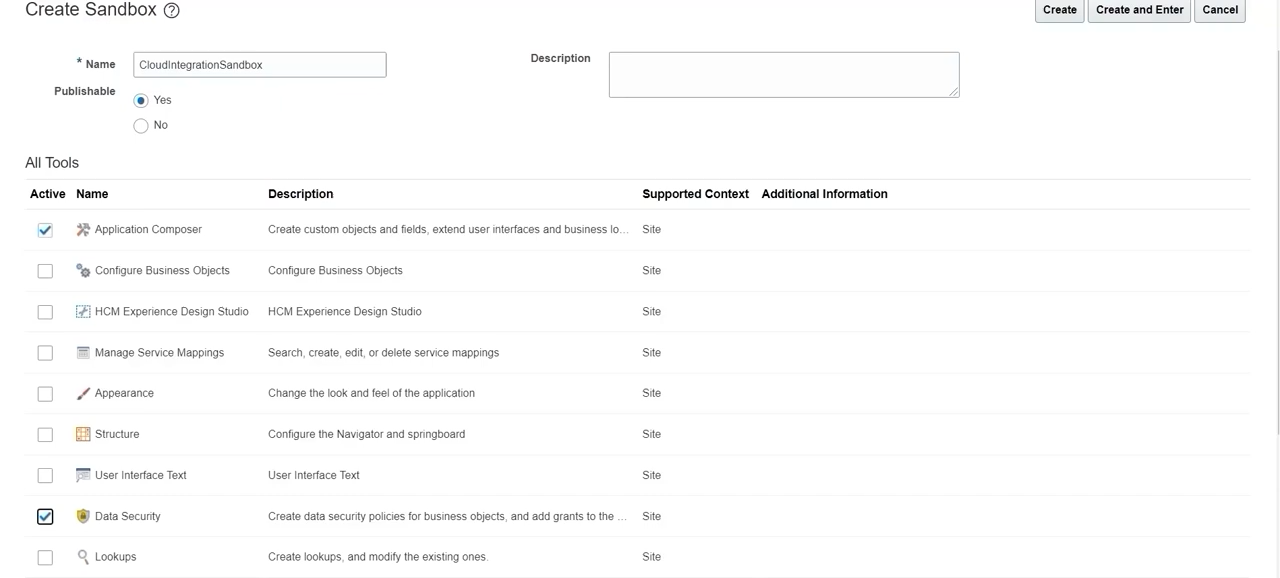 Create Sandbox ?
Create Create and Enter Cancel
* Name CloudIntegrationSandbox Description
Publishable Yes
No
All Tools
Active Name Description Supported Context Additional Information
Application Composer Create custom objects and fields, extend user interfaces and business lo... Site
Configure Business Objects Configure Business Objects Site
HCM Experience Design Studio HCM Experience Design Studio Site
Manage Service Mappings Search, create, edit, or delete service mappings Site
Appearance Change the look and feel of the application Site
Structure Configure the Navigator and springboard Site
User Interface Text User Interface Text Site
Data Security Create data security policies for business objects, and add grants to the ... Site
Lookups Create lookups, and modify the existing ones. Site